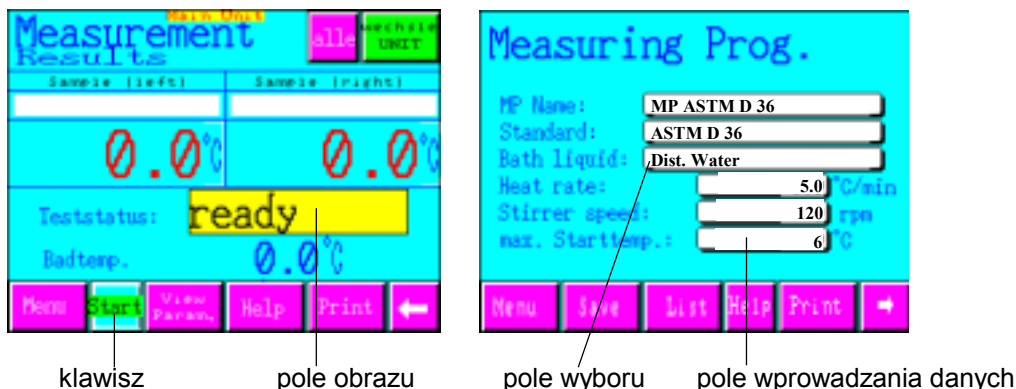 Main Unit
Measurement
Results
alle
wechsle
UNIT
Sample (left)
Sample (right)
0.0°C
0.0°C
Teststatus:
ready
Badtemp.
0.0°C
Menu
Start
View
Param.
Help
Print
Measuring Prog.
MP Name: MP ASTM D 36
Standard: ASTM D 36
Bath liquid: Dist. Water
Heat rate: 5.0 °C/min
Stirrer speed: 120 rpm
max. Starttemp.: 6 °C
Menu
Save
List
Help
Print
klawisz
pole obrazu
pole wyboru
pole wprowadzania danych